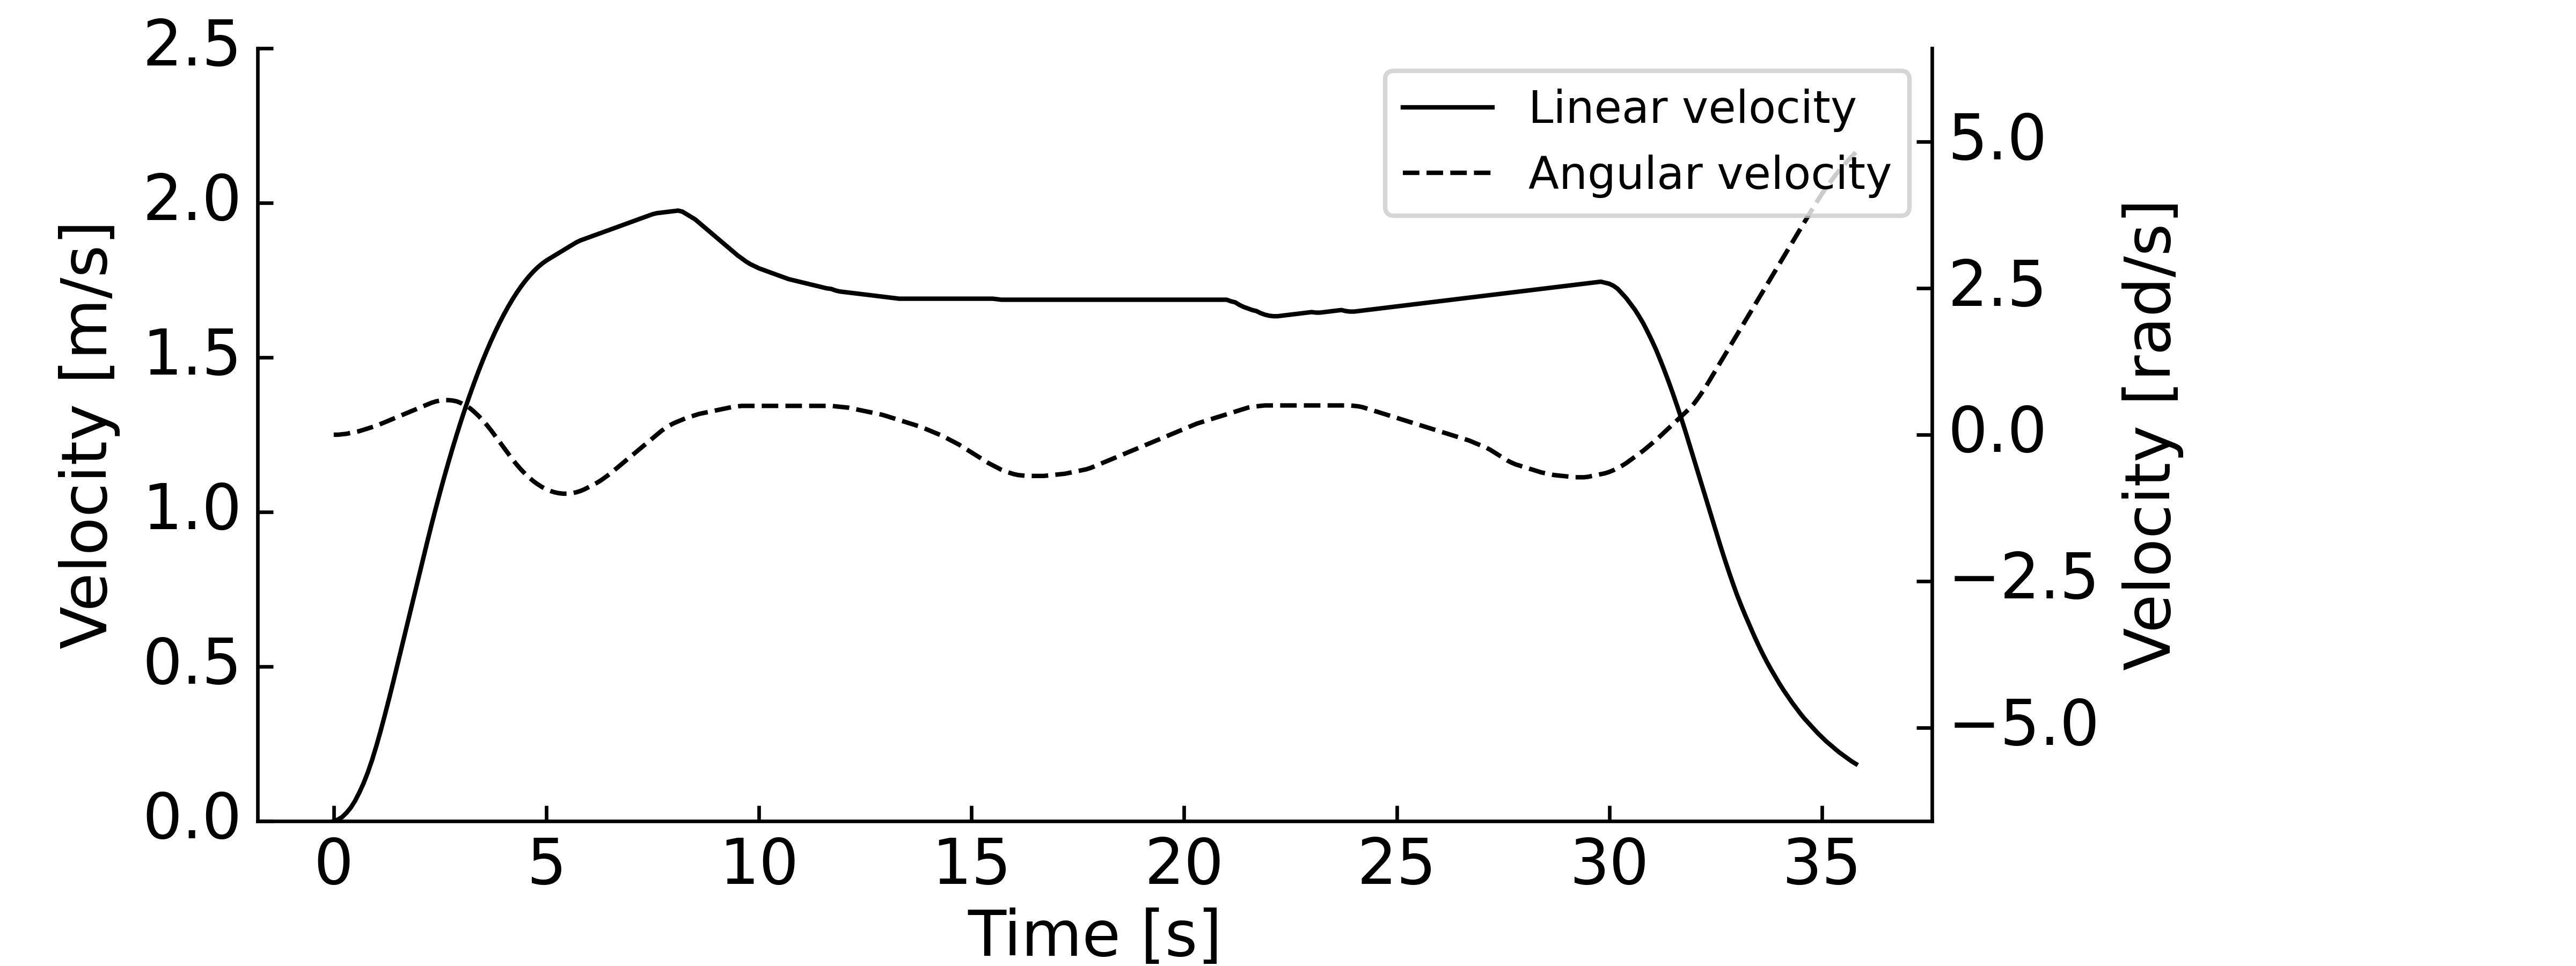 2.5
2.0
1.5
1.0
0.5
0.0
Velocity [m/s]
Linear velocity
Angular velocity
5.0
2.5
0.0
−2.5
−5.0
Velocity [rad/s]
0 5 10 15 20 25 30 35
Time [s]